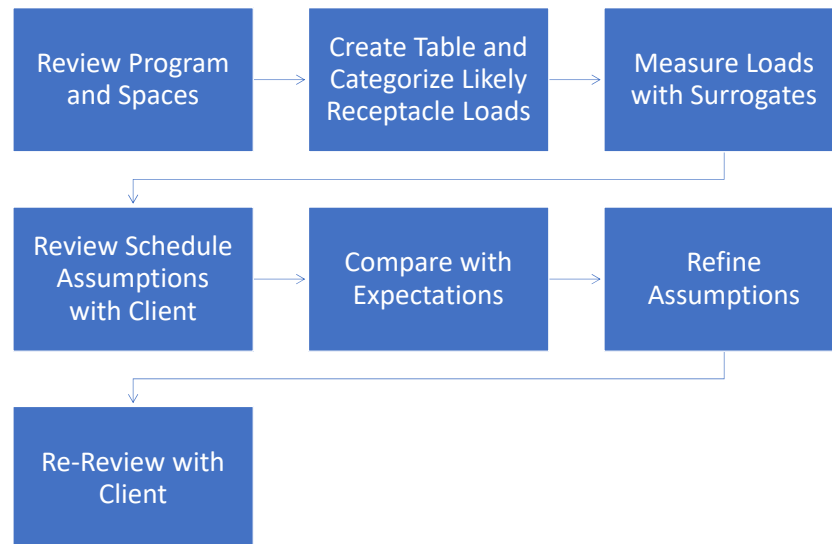 Review Program
and Spaces
Create Table and
Categorize Likely
Receptacle Loads
Measure Loads
with Surrogates
Review Schedule
Assumptions
with Client
Compare with
Expectations
Refine
Assumptions
Re-Review with
Client